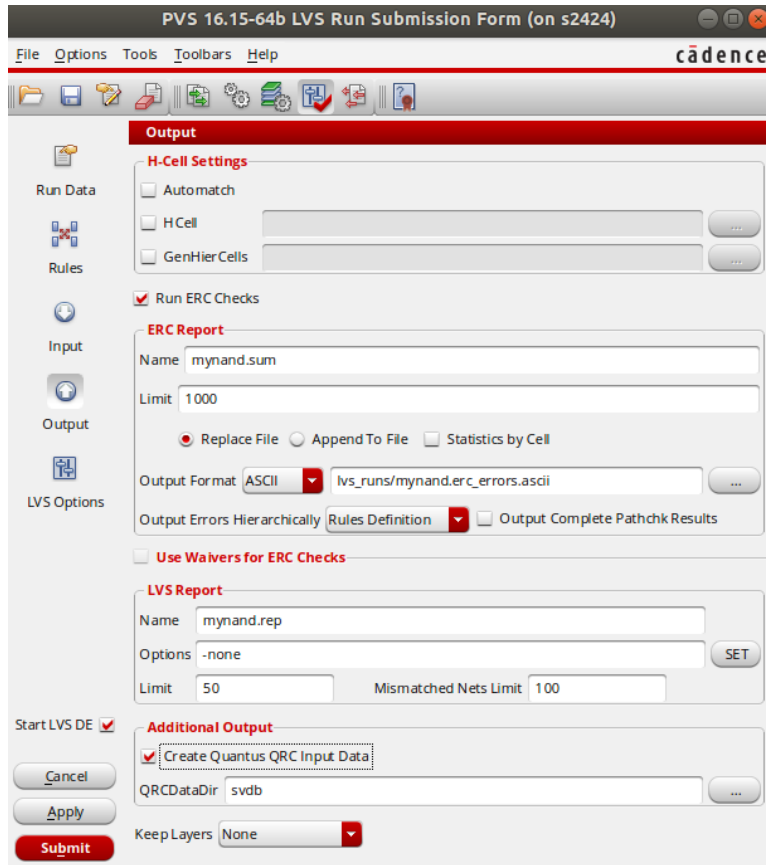 PVS 16.15-64b LVS Run Submission Form (on s2424)
File Options Tools Toolbars Help
cādence
Output
Run Data
Rules
Input
Output
LVS Options
H-Cell Settings
Automatch
HCell ...
GenHierCells ...
Run ERC Checks
ERC Report
Name mynand.sum
Limit 1000
Replace File Append To File Statistics by Cell
Output Format ASCII lvs_runs/mynand.erc_errors.ascii ...
Output Errors Hierarchically Rules Definition Output Complete Pathchk Results
Use Waivers for ERC Checks
LVS Report
Name mynand.rep
Options -none SET
Limit 50 Mismatched Nets Limit 100
Start LVS DE
Cancel
Apply
Submit
Additional Output
Create Quantus QRC Input Data
QRCDataDir svdb ...
Keep Layers None